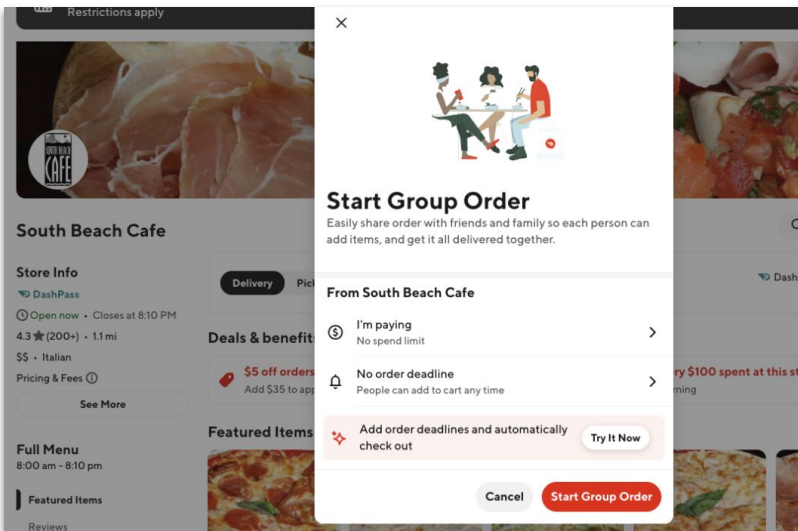 Restrictions apply
SOUTH BEACH
CAFE
South Beach Cafe
Store Info
DashPass
Open now • Closes at 8:10 PM
4.3 ★ (200+) • 1.1 mi
$$ • Italian
Pricing & Fees
See More
Full Menu
8:00 am - 8:10 pm
Featured Items
Reviews
Delivery
Deals & benefit
$5 off orders
Add $35 to app
Featured Items
Start Group Order
Easily share order with friends and family so each person can
add items, and get it all delivered together.
From South Beach Cafe
I'm paying
No spend limit
No order deadline
People can add to cart any time
Add order deadlines and automatically
check out
Try It Now
Cancel
Start Group Order
Dash
ry $100 spent at this st
rning